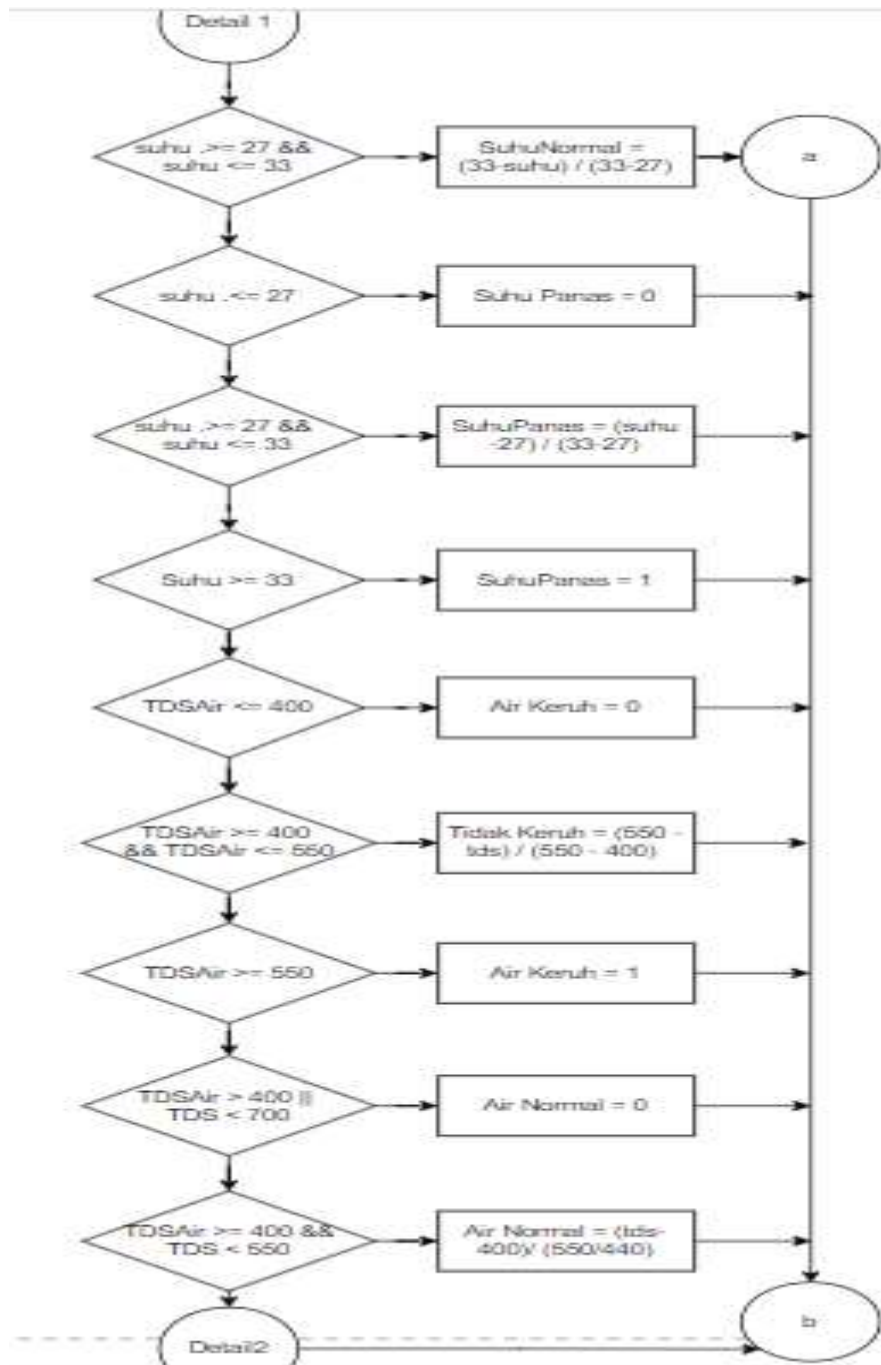 Detail 1
suhu .>= 27 &&
suhu <= 33
SuhuNormal =
(33-suhu) / (33-27)
a
suhu .<= 27
Suhu Panas = 0
suhu .>= 27 &&
suhu <= 33
SuhuPanas = (suhu
-27) / (33-27)
Suhu >= 33
SuhuPanas = 1
TDSAir <= 400
Air Keruh = 0
TDSAir >= 400
&& TDSAir <= 550
Tidak Keruh = (550 -
tds) / (550 - 400)
TDSAir >= 550
Air Keruh = 1
TDSAir > 400 ||
TDS < 700
Air Normal = 0
TDSAir >= 400 &&
TDS < 550
Air Normal = (tds-
400)/ (550/440)
b
Detail2